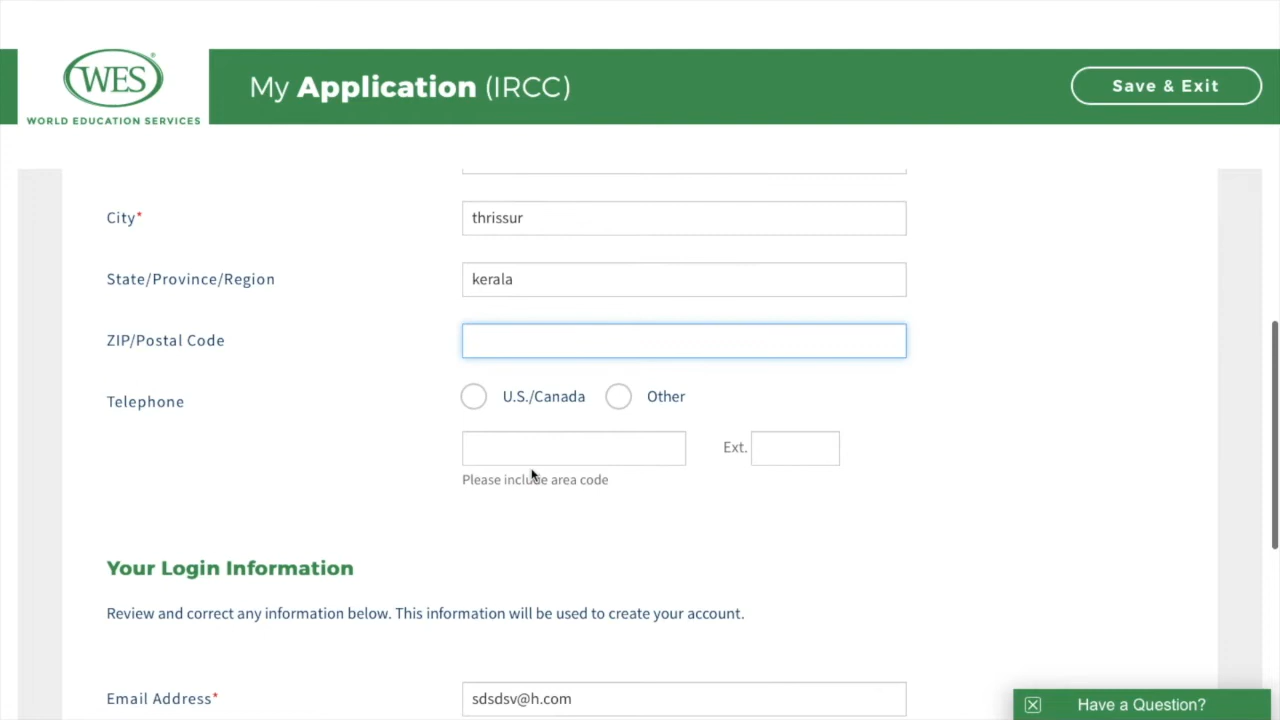 WES®
WORLD EDUCATION SERVICES
My Application (IRCC)
Save & Exit
City* thrissur
State/Province/Region kerala
ZIP/Postal Code
Telephone U.S./Canada Other
Ext.
Please include area code
Your Login Information
Review and correct any information below. This information will be used to create your account.
Email Address* sdsdsv@h.com
Have a Question?